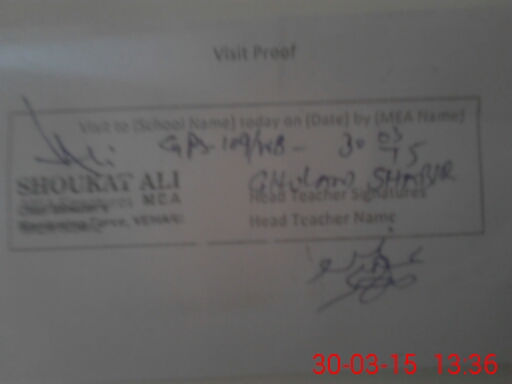 Visit Proof
Visit to (School Name) today on (Date) by (MEA Name)
Ali GPS-109/WB - 30 03 15
SHOUKAT ALI GHULAM SHABIR
MEA Head Teacher Signatures
Head Teacher Name
30-03-15 13:36